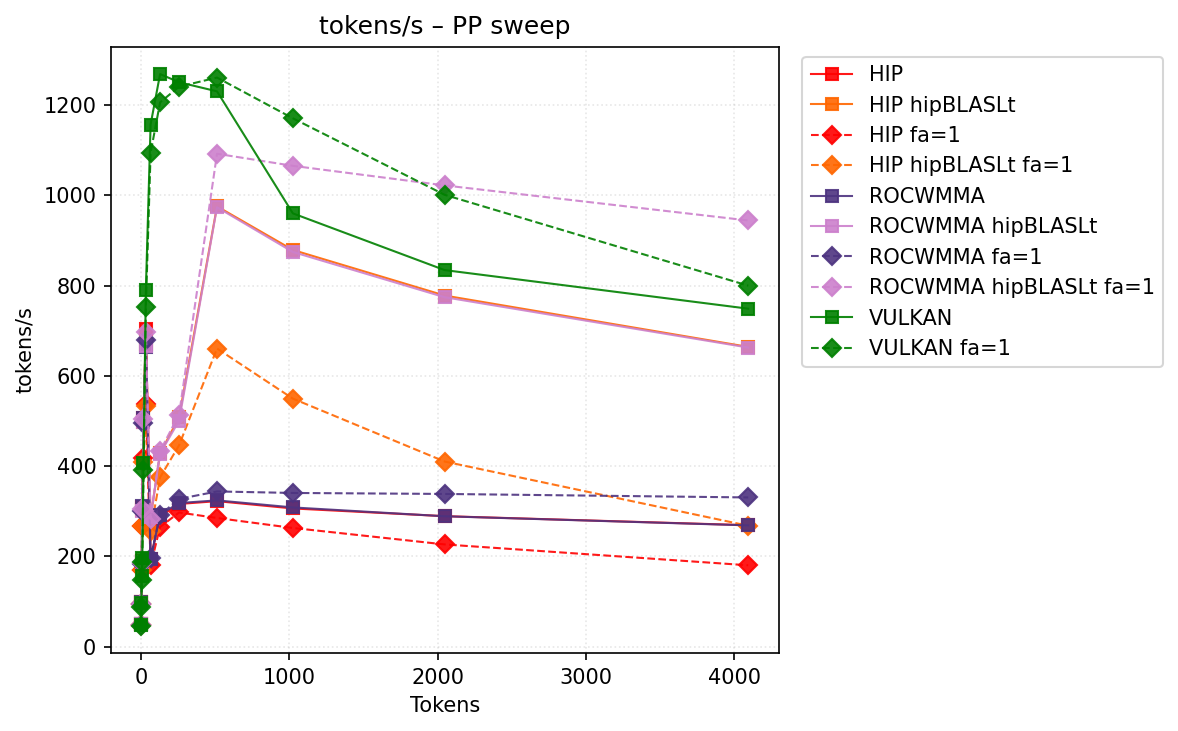 tokens/s – PP sweep
1200
1000
800
600
400
200
0
tokens/s
0 1000 2000 3000 4000
Tokens
HIP
HIP hipBLASLt
HIP fa=1
HIP hipBLASLt fa=1
ROCWMMA
ROCWMMA hipBLASLt
ROCWMMA fa=1
ROCWMMA hipBLASLt fa=1
VULKAN
VULKAN fa=1